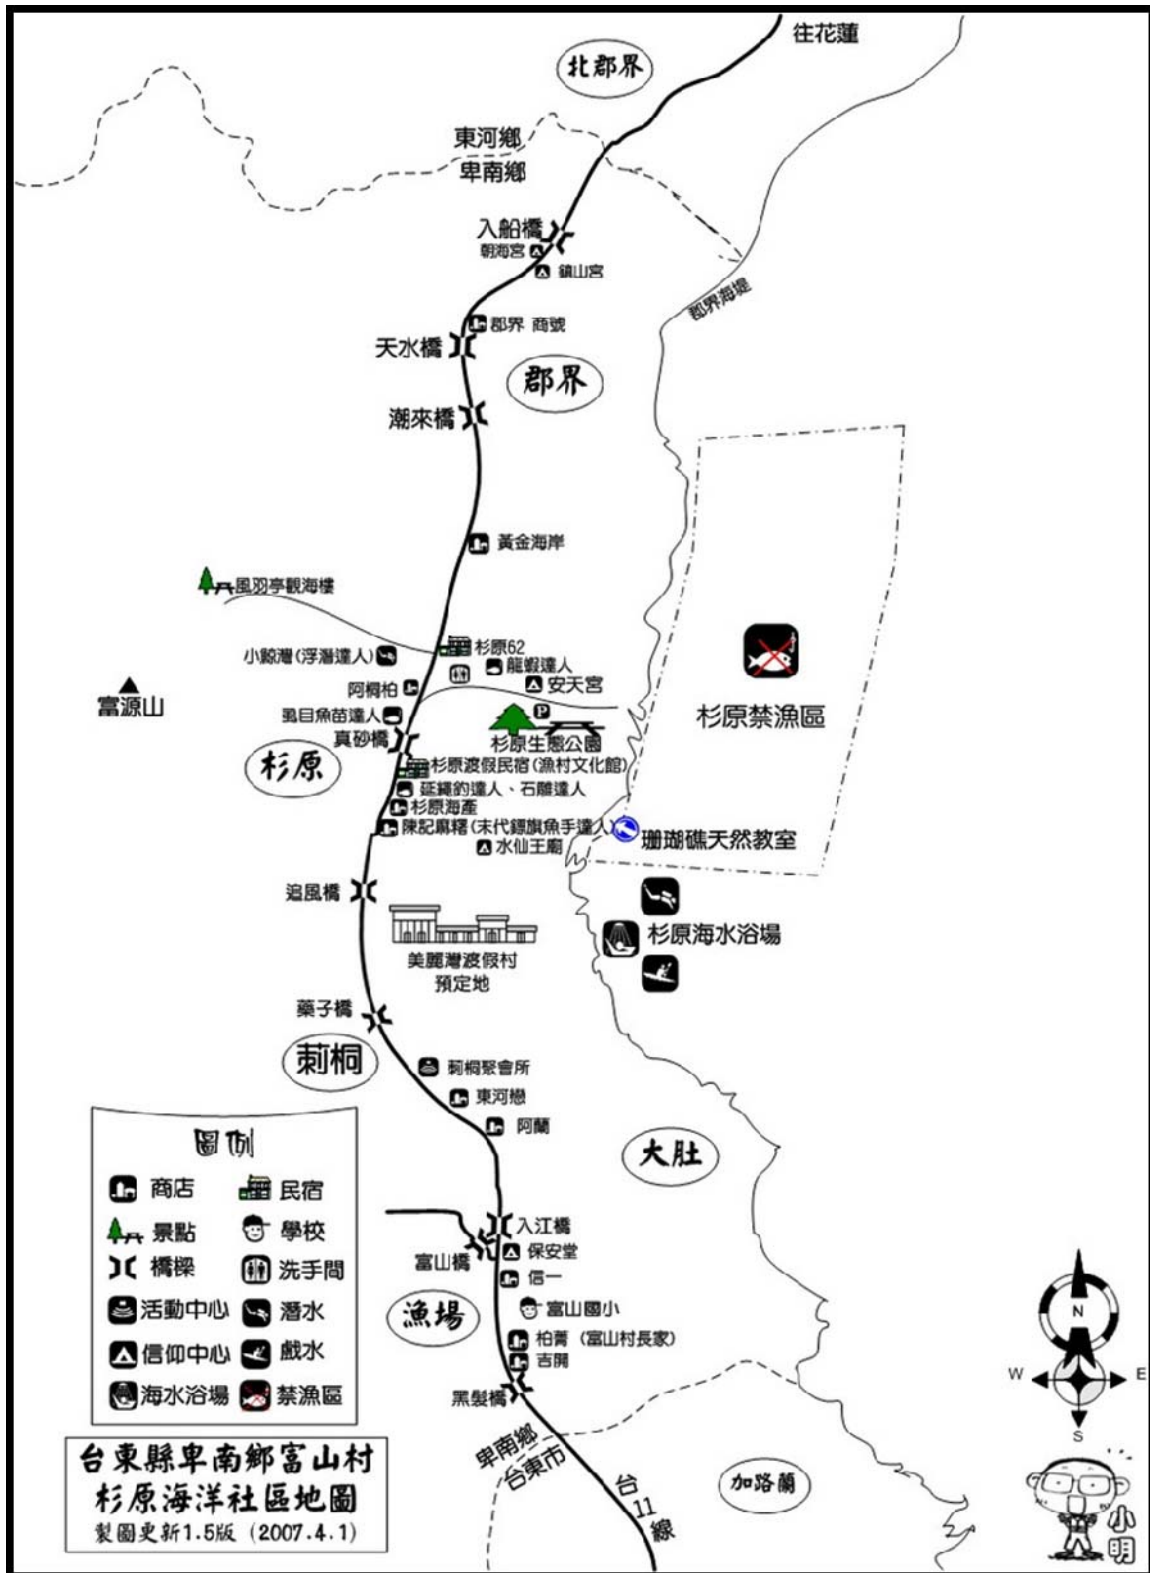 往花蓮
北郡界
東河鄉
卑南鄉
入船橋
朝海宮
鎮山宮
郡界海堤
郡界 商號
天水橋
郡界
潮來橋
黃金海岸
風羽亭觀海樓
杉原62
小鯨灣(浮潛達人)
龍蝦達人
安天宮
阿桐柏
富源山
虱目魚苗達人
P
杉原禁漁區
真砂橋
杉原生態公園
杉原
杉原渡假民宿(漁村文化館)
延繩釣達人、石雕達人
杉原海產
陳記麻糬(末代鏢旗魚手達人)
珊瑚礁天然教室
水仙王廟
追風橋
杉原海水浴場
美麗灣渡假村
預定地
藥子橋
莿桐
莿桐聚會所
東河戀
阿蘭
大肚
入江橋
富山橋
保安堂
信一
漁場
富山國小
柏菁 (富山村長家)
吉開
黑髮橋
卑南鄉
台東市
台11線
加路蘭
圖例
商店
民宿
景點
學校
橋樑
洗手間
活動中心
潛水
信仰中心
戲水
海水浴場
禁漁區
台東縣卑南鄉富山村
杉原海洋社區地圖
製圖更新1.5版 (2007.4.1)
N
W
E
S
小明